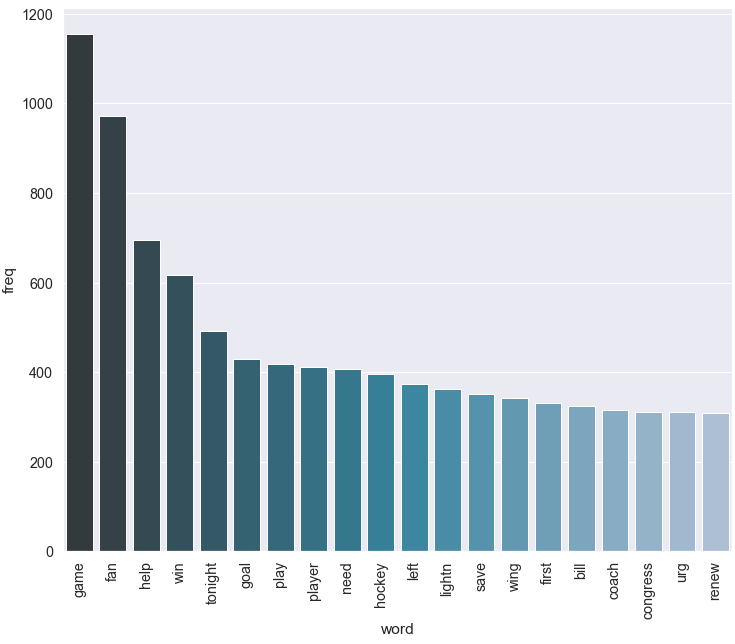 1200
1000
800
600
400
200
0
freq
game
fan
help
win
tonight
goal
play
player
need
hockey
left
lightn
save
wing
first
bill
coach
congress
urg
renew
word